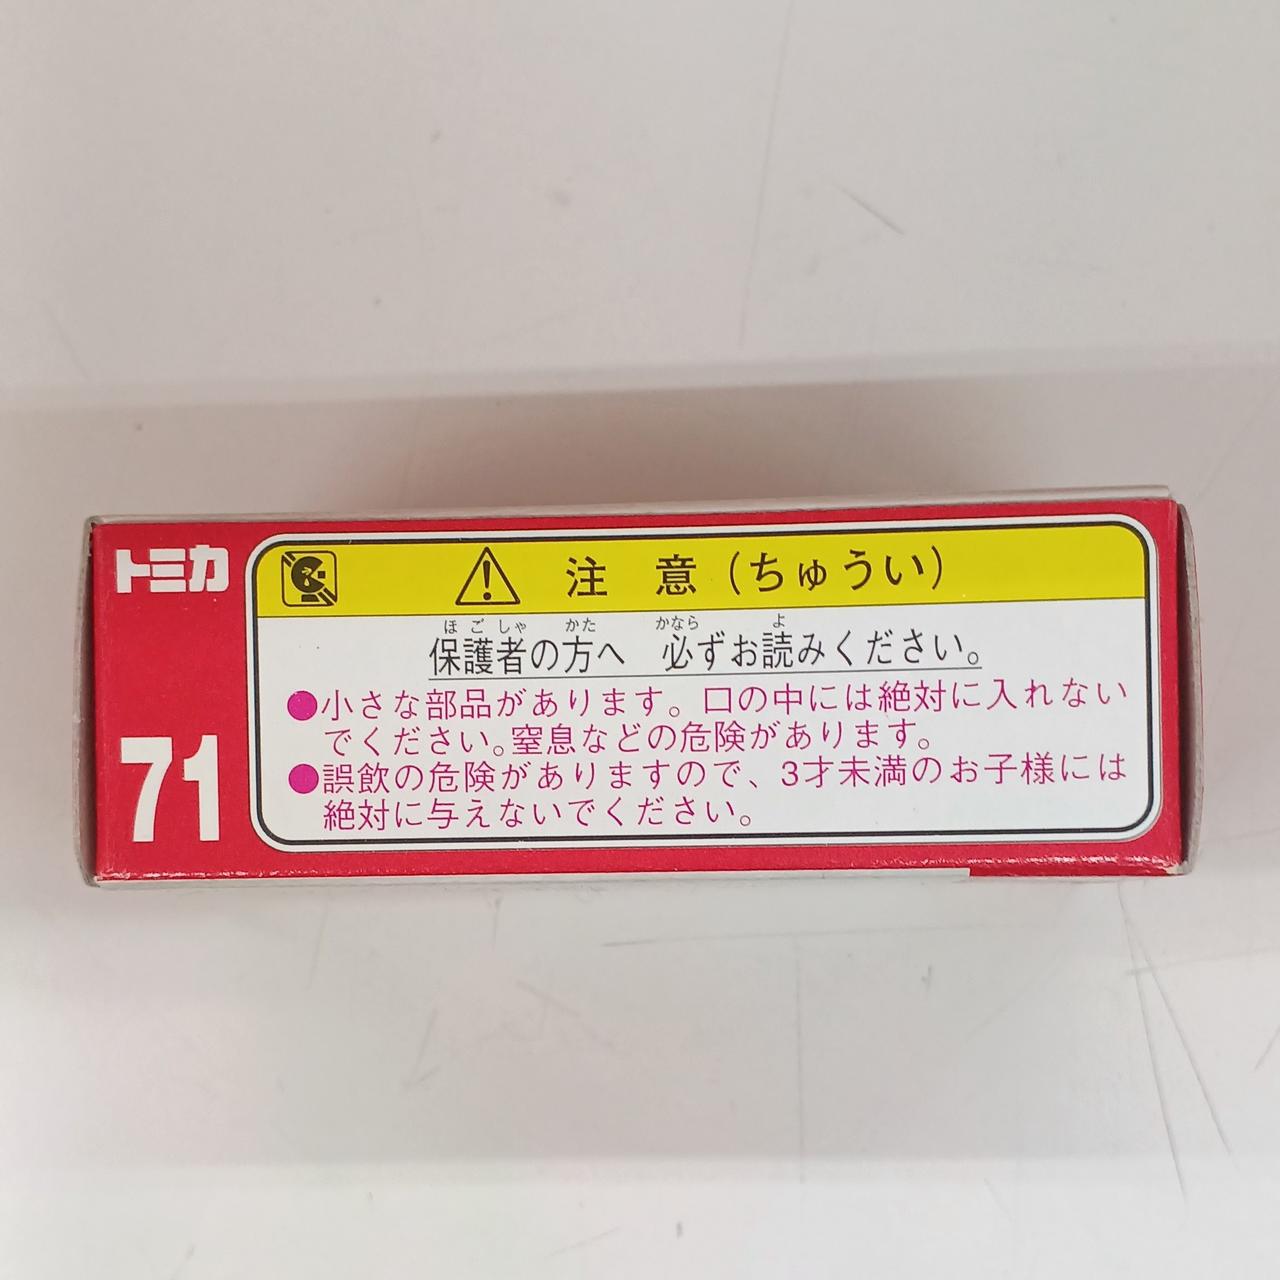 トミカ
71
注 意 (ちゅうい)
ほ ご しゃ かた かなら よ
保護者の方へ 必ずお読みください。
●小さな部品があります。口の中には絶対に入れない
でください。窒息などの危険があります。
●誤飲の危険がありますので、3才未満のお子様には
絶対に与えないでください。